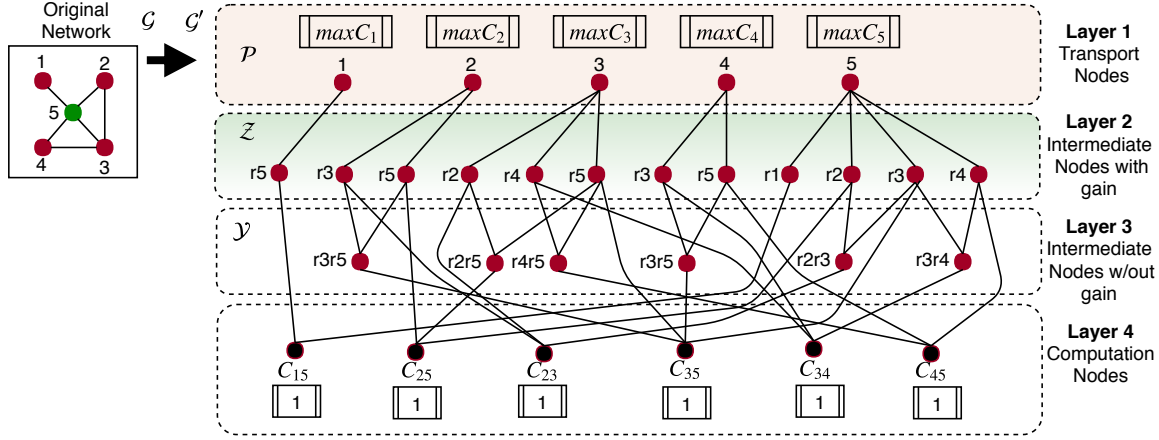 Original
Network
1 2
5
4 3
𝒢 𝒢′
𝒫
maxC₁ maxC₂ maxC₃ maxC₄ maxC₅
1 2 3 4 5
Layer 1
Transport
Nodes
𝒵
r5 r3 r5 r2 r4 r5 r3 r5 r1 r2 r3 r4
Layer 2
Intermediate
Nodes with
gain
𝒴
r3r5 r2r5 r4r5 r3r5 r2r3 r3r4
Layer 3
Intermediate
Nodes w/out
gain
C₁₅ C₂₅ C₂₃ C₃₅ C₃₄ C₄₅
1 1 1 1 1 1
Layer 4
Computation
Nodes